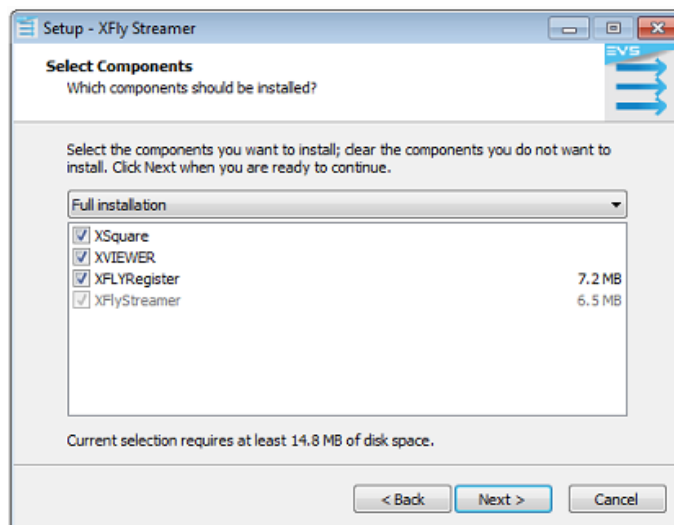 Setup - XFly Streamer
EVS
Select Components
Which components should be installed?
Select the components you want to install; clear the components you do not want to
install. Click Next when you are ready to continue.
Full installation
XSquare
XVIEWER
XFLYRegister 7.2 MB
XFlyStreamer 6.5 MB
Current selection requires at least 14.8 MB of disk space.
< Back Next > Cancel